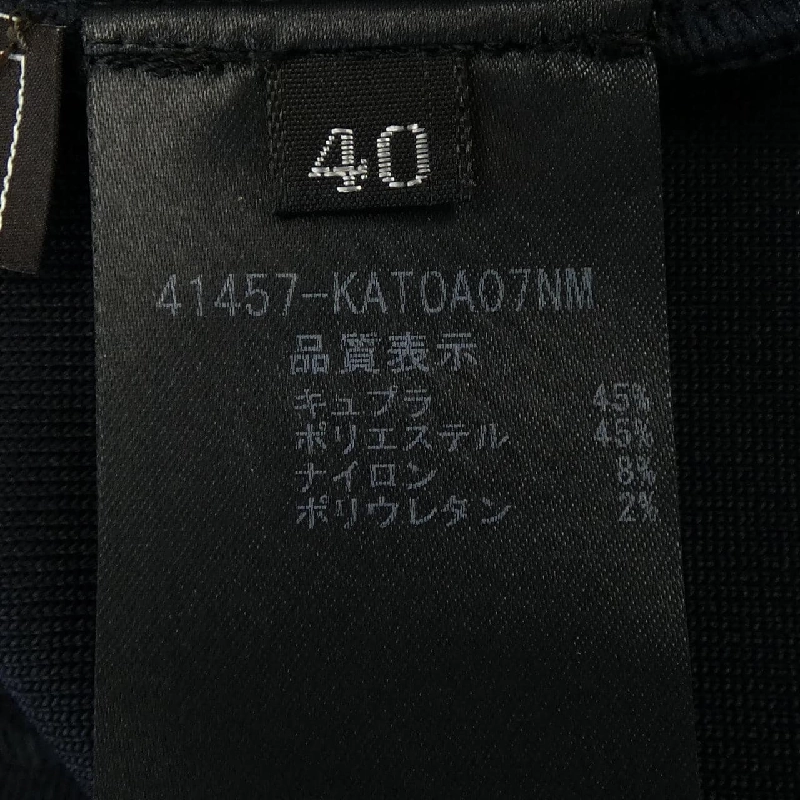 40
41457-KAT0A07NM
品質表示
キュプラ 45%
ポリエステル 45%
ナイロン 8%
ポリウレタン 2%